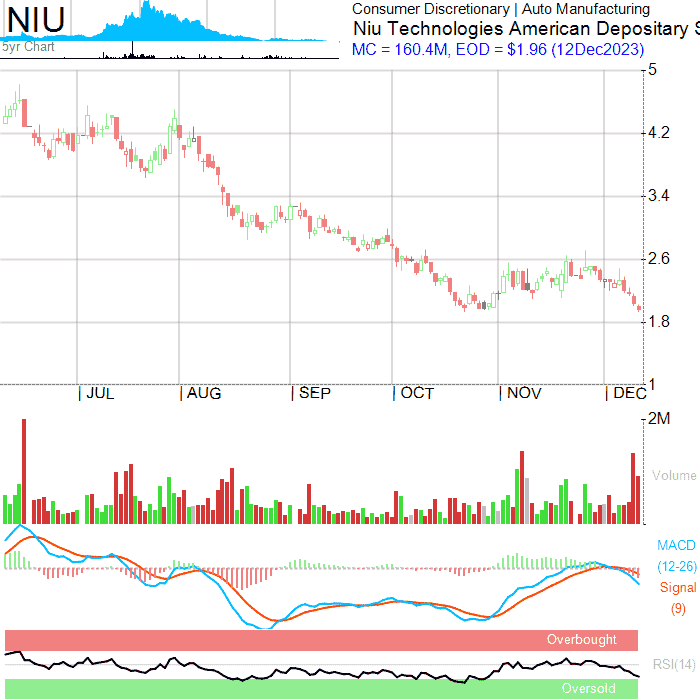 NIU
5yr Chart
Consumer Discretionary | Auto Manufacturing
Niu Technologies American Depositary S
MC = 160.4M, EOD = $1.96 (12Dec2023)
5
4.2
3.4
2.6
1.8
1
| JUL | AUG | SEP | OCT | NOV | DEC
2M
Volume
MACD
(12-26)
Signal
(9)
Overbought
RSI(14)
Oversold